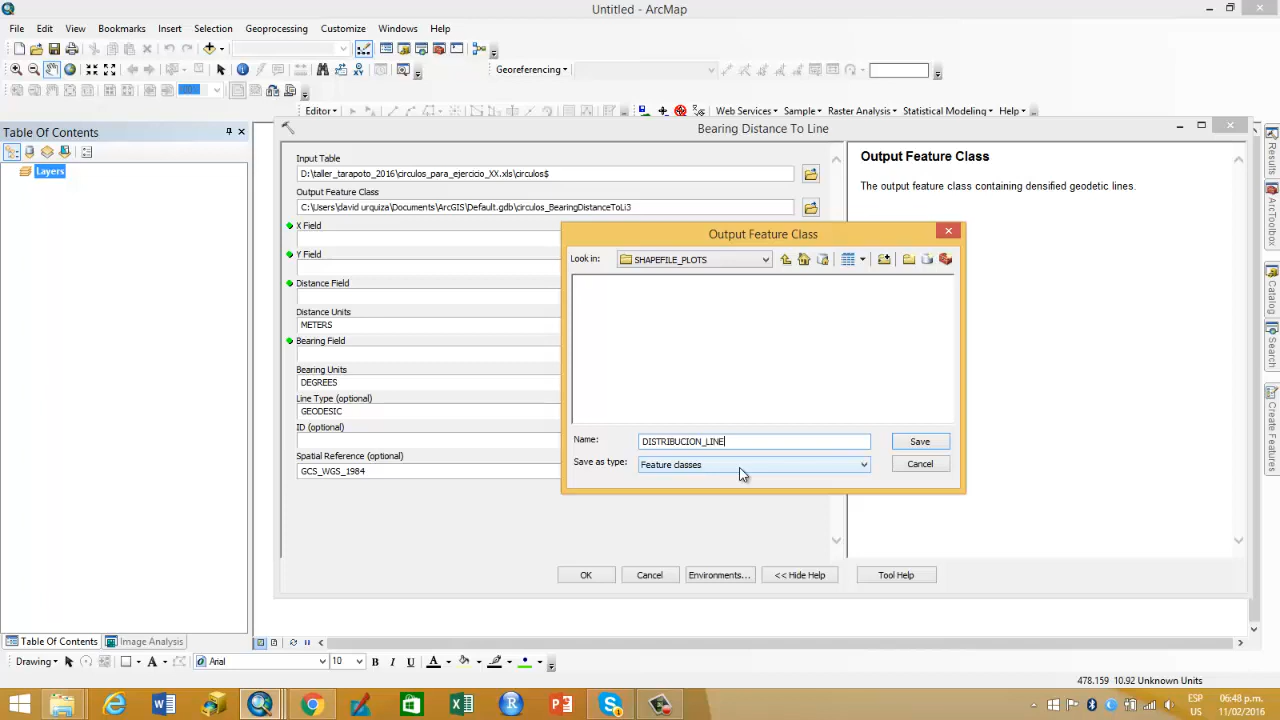 Untitled - ArcMap
File Edit View Bookmarks Insert Selection Geoprocessing Customize Windows Help
Georeferencing
Editor Web Services Sample Raster Analysis Statistical Modeling Help
Table Of Contents
Layers
Bearing Distance To Line
Input Table
D:\taller_tarapoto_2016\circulos_para_ejercicio_XX.xls\circulos$
Output Feature Class
C:\Users\david urquiza\Documents\ArcGIS\Default.gdb\circulos_BearingDistanceToLi3
X Field
Y Field
Distance Field
Distance Units
METERS
Bearing Field
Bearing Units
DEGREES
Line Type (optional)
GEODESIC
ID (optional)
Spatial Reference (optional)
GCS_WGS_1984
Output Feature Class
Look in: SHAPEFILE_PLOTS
Name: DISTRIBUCION_LINE Save
Save as type: Feature classes Cancel
Output Feature Class
The output feature class containing densified geodetic lines.
OK Cancel Environments... << Hide Help Tool Help
Results
ArcToolbox
Catalog
Search
Create Features
Table Of Contents Image Analysis
Drawing Arial 10 B I U A
478.159 10.92 Unknown Units
ESP 06:48 p.m.
US 11/02/2016